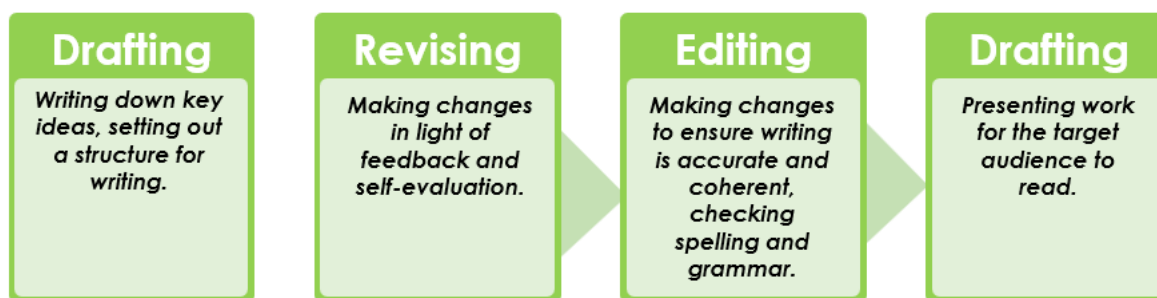 Drafting
Writing down key
ideas, setting out
a structure for
writing.
Revising
Making changes
in light of
feedback and
self-evaluation.
Editing
Making changes
to ensure writing
is accurate and
coherent,
checking
spelling and
grammar.
Drafting
Presenting work
for the target
audience to
read.